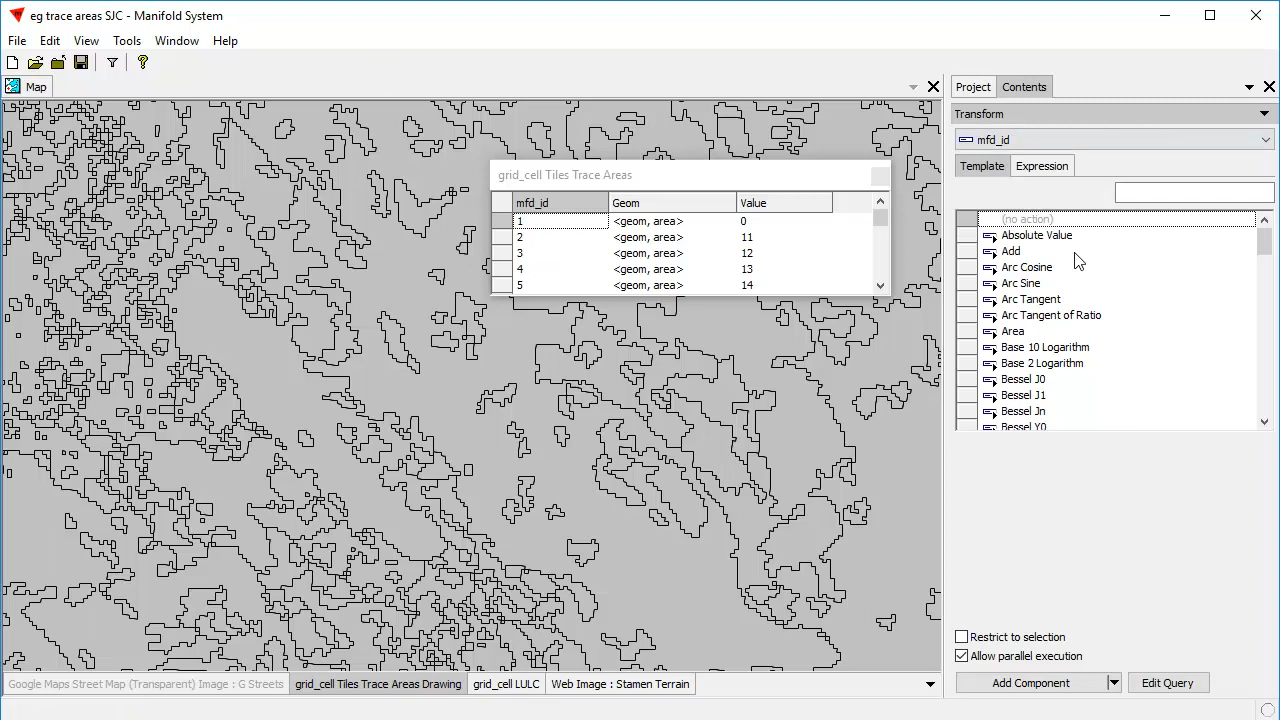 eg trace areas SJC - Manifold System
File Edit View Tools Window Help
Map
Project Contents
Transform
mfd_id
Template Expression
grid_cell Tiles Trace Areas
mfd_id Geom Value
1 <geom, area> 0
2 <geom, area> 11
3 <geom, area> 12
4 <geom, area> 13
5 <geom, area> 14
(no action)
Absolute Value
Add
Arc Cosine
Arc Sine
Arc Tangent
Arc Tangent of Ratio
Area
Base 10 Logarithm
Base 2 Logarithm
Bessel J0
Bessel J1
Bessel Jn
Bessel Y0
Restrict to selection
Allow parallel execution
Add Component Edit Query
Google Maps Street Map (Transparent) Image : G Streets grid_cell Tiles Trace Areas Drawing grid_cell LULC Web Image : Stamen Terrain